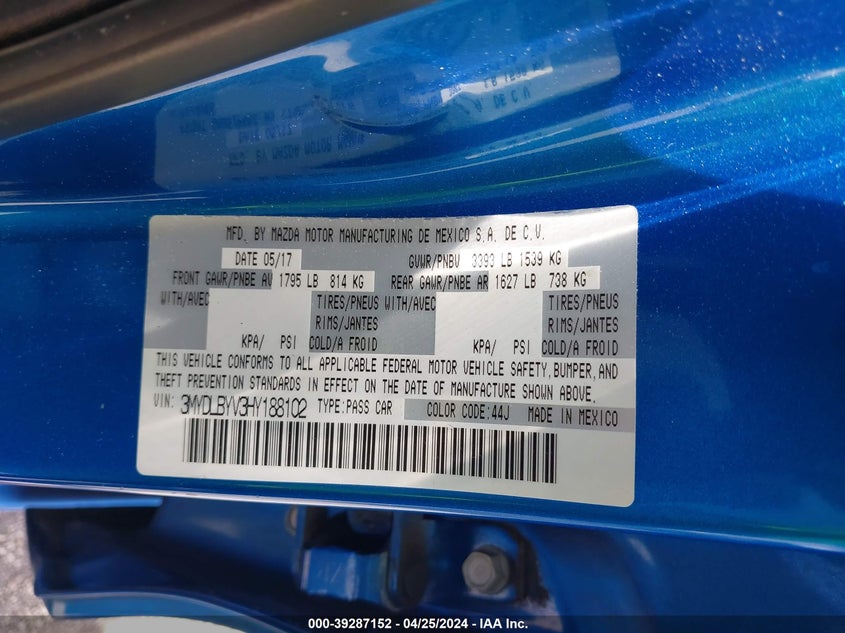 MFD. BY MAZDA MOTOR MANUFACTURING DE MEXICO S.A. DE C.V.
DATE 05/17 GVWR/PNBV 3393 LB 1539 KG
FRONT GAWR/PNBE AV 1795 LB 814 KG REAR GAWR/PNBE AR 1627 LB 738 KG
WITH/AVEC TIRES/PNEUS WITH/AVEC TIRES/PNEUS
RIMS/JANTES RIMS/JANTES
KPA/ PSI COLD/A FROID KPA/ PSI COLD/A FROID
THIS VEHICLE CONFORMS TO ALL APPLICABLE FEDERAL MOTOR VEHICLE SAFETY, BUMPER, AND
THEFT PREVENTION STANDARDS IN EFFECT ON THE DATE OF MANUFACTURE SHOWN ABOVE.
VIN: 3MYDLBYV3HY188102 TYPE:PASS CAR COLOR CODE:44J MADE IN MEXICO
000-39287152 - 04/25/2024 - IAA Inc.